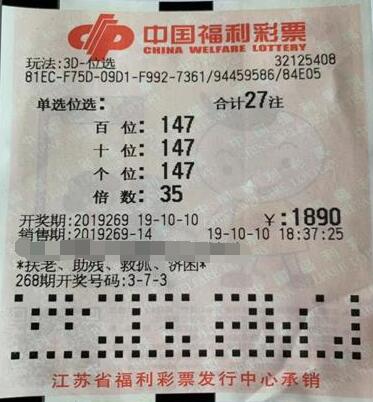 中国福利彩票
CHINA WELFARE LOTTERY
玩法:3D-位选 32125408
81EC-F75D-09D1-F992-7361/94459586/84E05
单选位选: 合计27注
百 位: 147
十 位: 147
个 位: 147
倍 数: 35
开奖期:2019269 19-10-10 ¥:1890
销售期:2019269-14 19-10-10 18:37:25
*扶老、助残、救孤、济困*
268期开奖号码:3-7-3
江苏省福利彩票发行中心承销